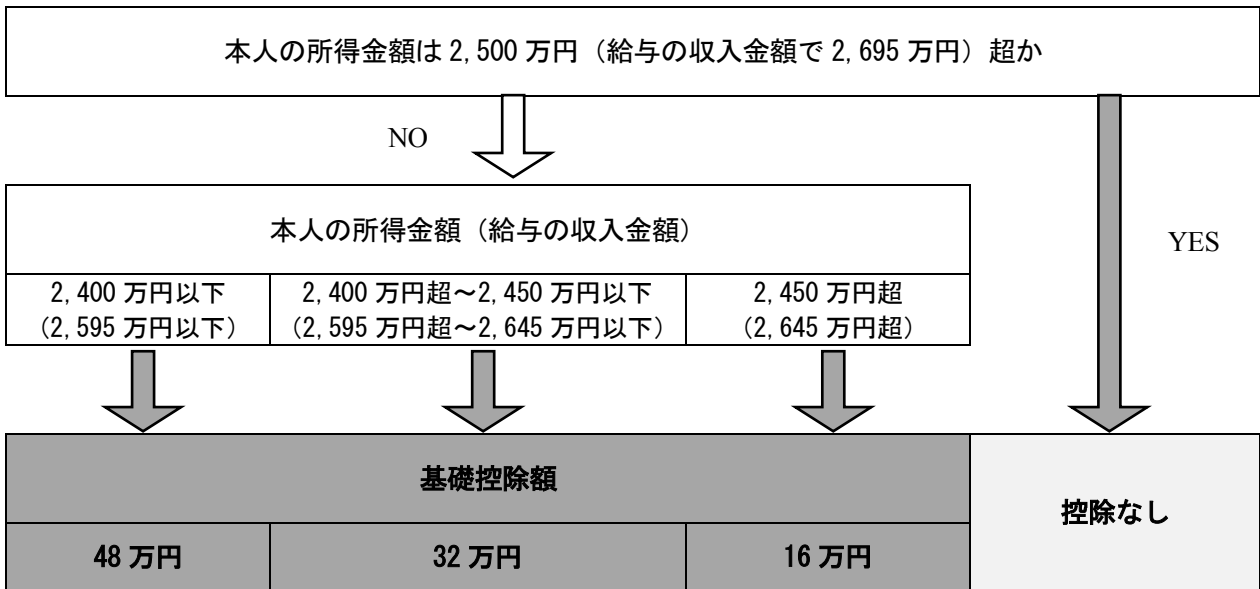 本人の所得金額は 2,500 万円（給与の収入金額で 2,695 万円）超か
NO
YES
本人の所得金額（給与の収入金額）
2,400 万円以下
（2,595 万円以下）
2,400 万円超～2,450 万円以下
（2,595 万円超～2,645 万円以下）
2,450 万円超
（2,645 万円超）
基礎控除額
控除なし
48 万円
32 万円
16 万円